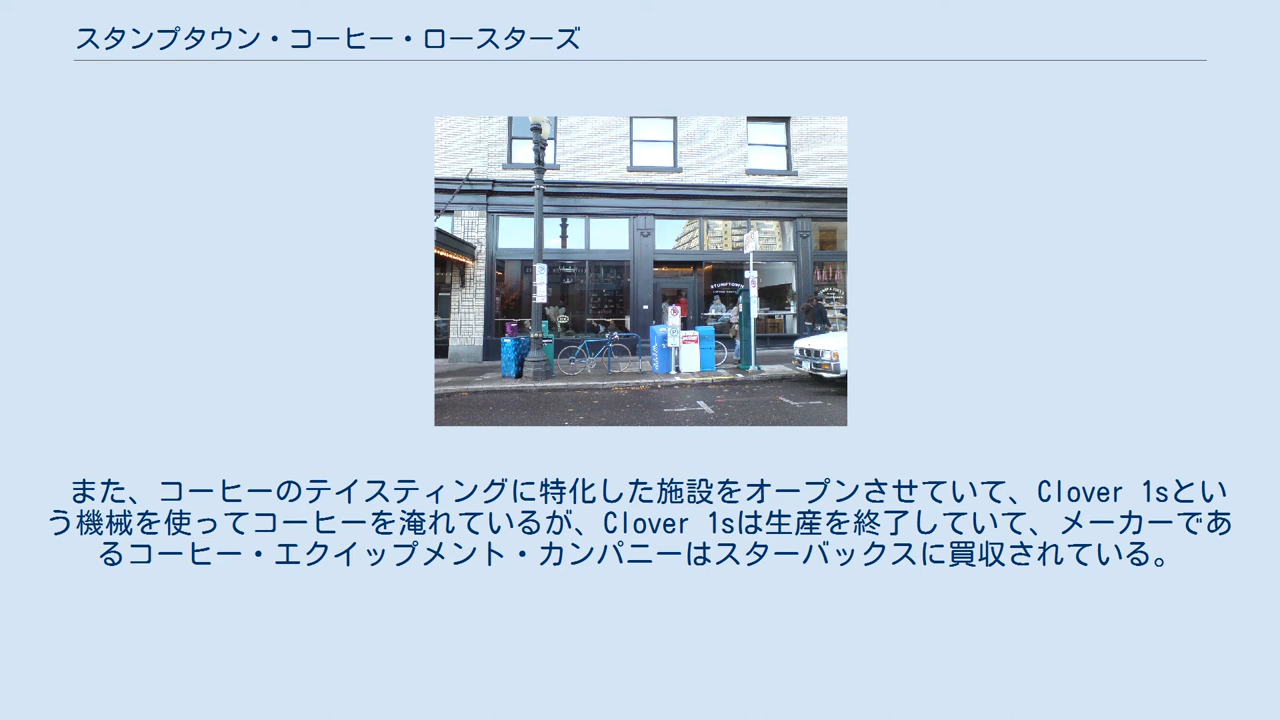 スタンプタウン・コーヒー・ロースターズ
STUMPTOWN
また、コーヒーのテイスティングに特化した施設をオープンさせていて、Clover 1sとい
う機械を使ってコーヒーを淹れているが、Clover 1sは生産を終了していて、メーカーであ
るコーヒー・エクイップメント・カンパニーはスターバックスに買収されている。